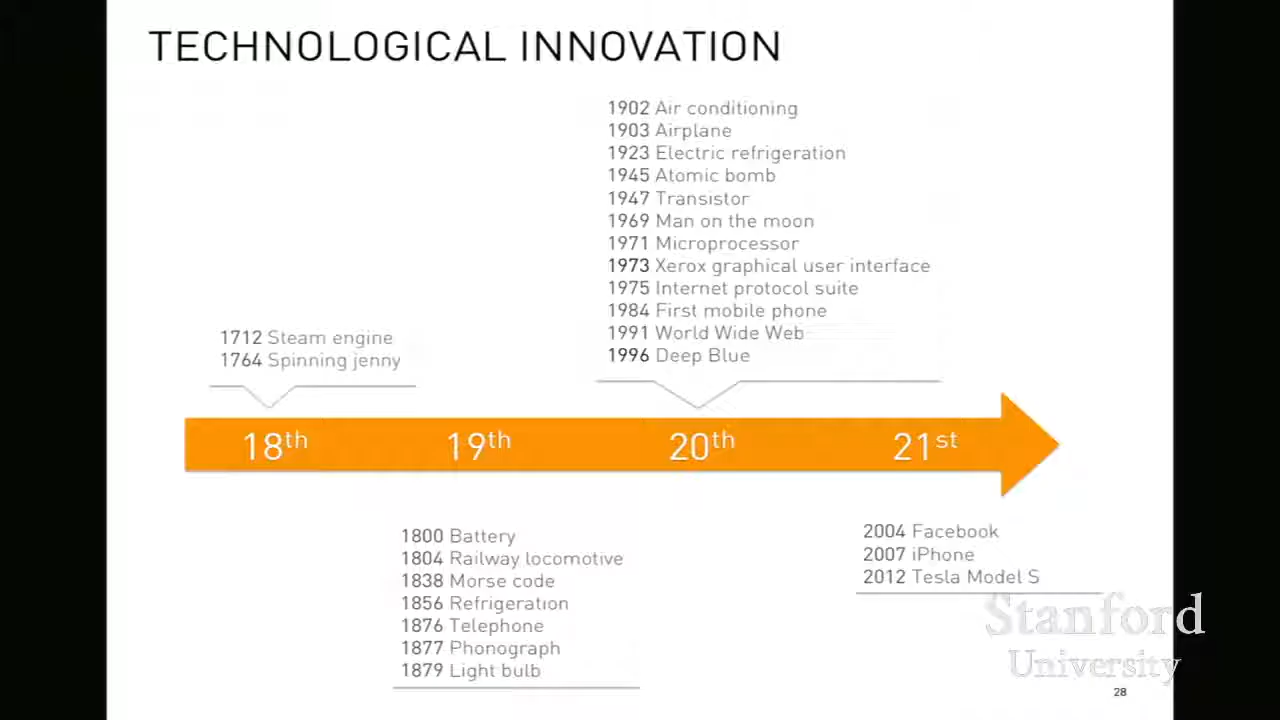 TECHNOLOGICAL INNOVATION
1902 Air conditioning
1903 Airplane
1923 Electric refrigeration
1945 Atomic bomb
1947 Transistor
1969 Man on the moon
1971 Microprocessor
1973 Xerox graphical user interface
1975 Internet protocol suite
1984 First mobile phone
1991 World Wide Web
1996 Deep Blue
1712 Steam engine
1764 Spinning jenny
18th 19th 20th 21st
1800 Battery
1804 Railway locomotive
1838 Morse code
1856 Refrigeration
1876 Telephone
1877 Phonograph
1879 Light bulb
2004 Facebook
2007 iPhone
2012 Tesla Model S
Stanford
University
28